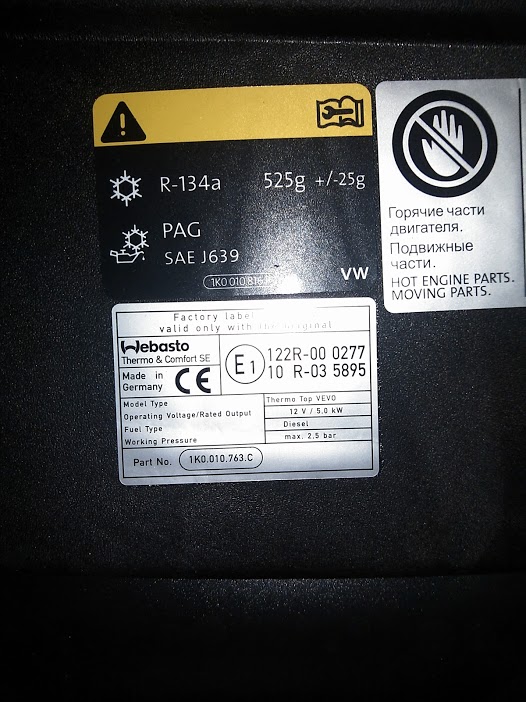 R-134a 525g +/-25g
PAG
SAE J639
VW
Горячие части
двигателя.
Подвижные
части.
HOT ENGINE PARTS.
MOVING PARTS.
Factory label
valid only with the original
Webasto
Thermo & Comfort SE
Made in
Germany
CE
E1
122R-00 0277
10 R-03 5895
Model Type Thermo Top VEVO
Operating Voltage/Rated Output 12 V / 5,0 kW
Fuel Type Diesel
Working Pressure max. 2,5 bar
Part No. 1K0.010.763.C